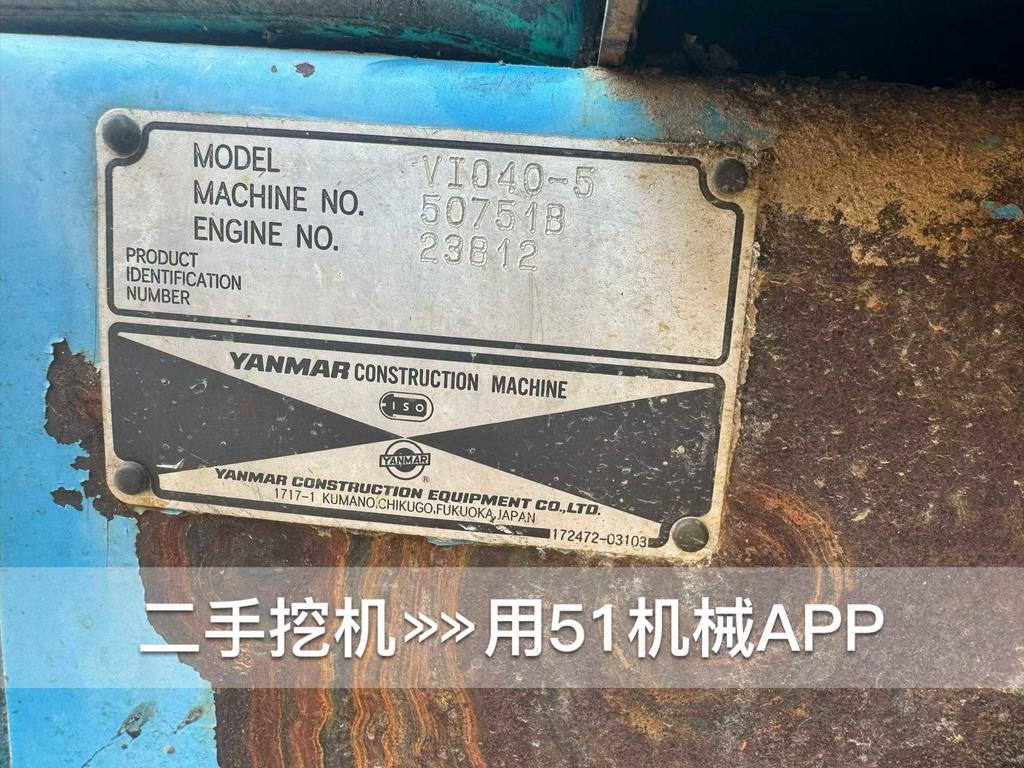 MODEL VIO40-5
MACHINE NO. 50751B
ENGINE NO. 23812
PRODUCT
IDENTIFICATION
NUMBER
YANMAR CONSTRUCTION MACHINE
ISO
YANMAR
®
YANMAR CONSTRUCTION EQUIPMENT CO.,LTD.
1717-1 KUMANO,CHIKUGO,FUKUOKA,JAPAN
172472-03103
二手挖机»»用51机械APP